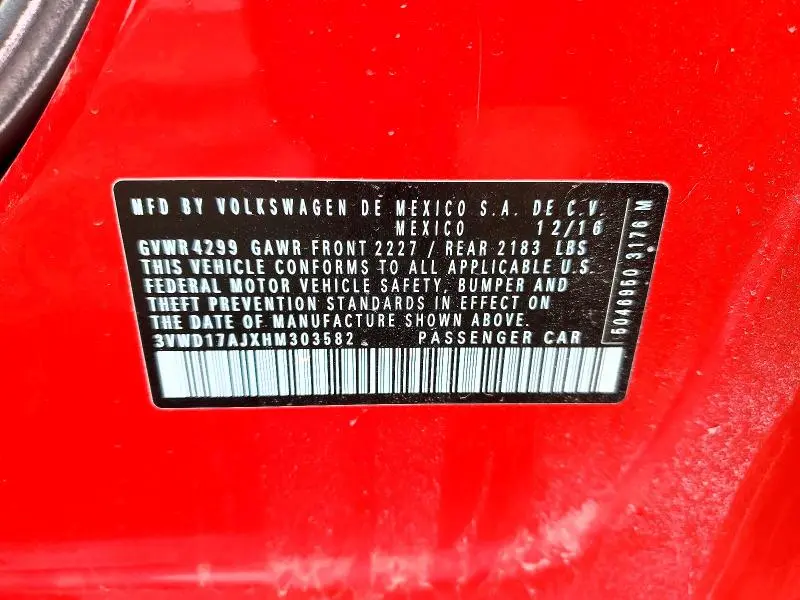 MFD BY VOLKSWAGEN DE MEXICO S.A. DE C.V.
MEXICO 12/16
GVWR 4299 GAWR FRONT 2227 / REAR 2183 LBS
THIS VEHICLE CONFORMS TO ALL APPLICABLE U.S.
FEDERAL MOTOR VEHICLE SAFETY, BUMPER AND
THEFT PREVENTION STANDARDS IN EFFECT ON
THE DATE OF MANUFACTURE SHOWN ABOVE.
3VWD17AJXHM303582 PASSENGER CAR
5046950 3176 M